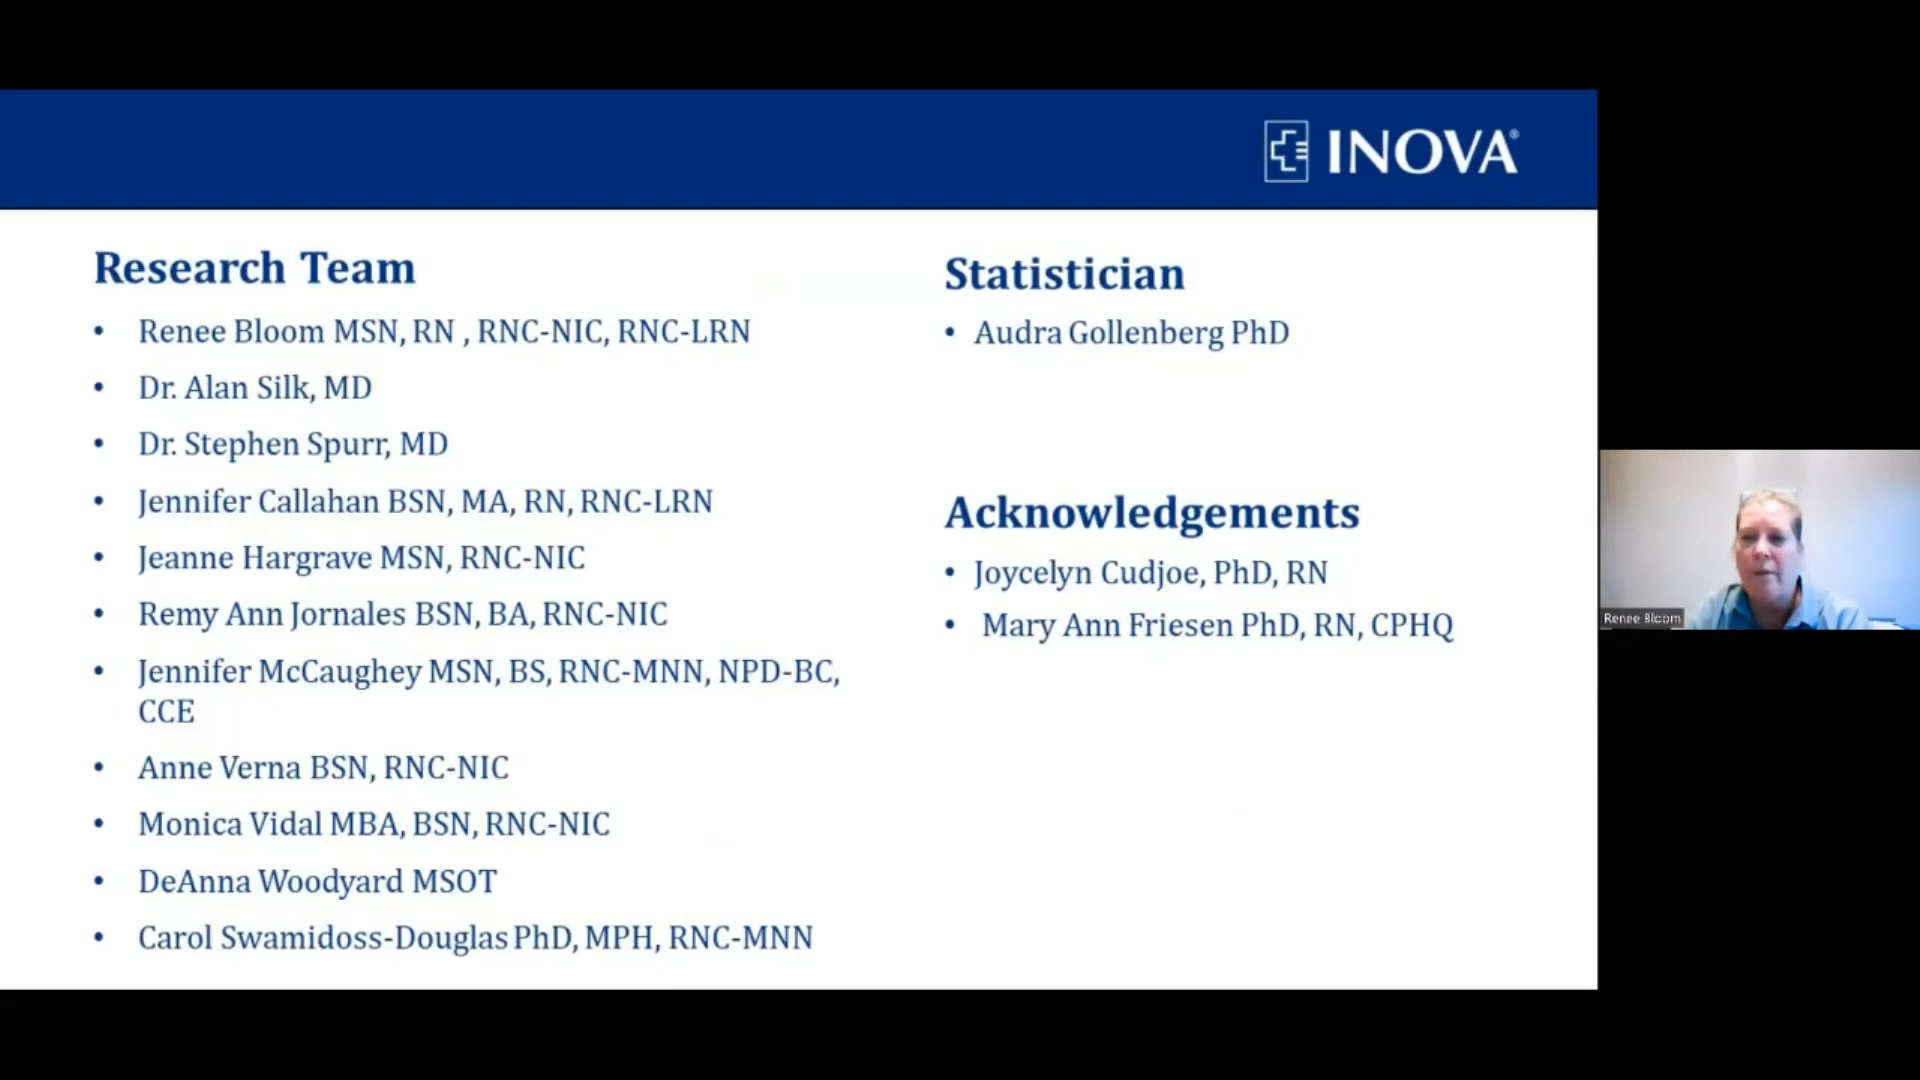 INOVA®
Research Team
• Renee Bloom MSN, RN , RNC-NIC, RNC-LRN
• Dr. Alan Silk, MD
• Dr. Stephen Spurr, MD
• Jennifer Callahan BSN, MA, RN, RNC-LRN
• Jeanne Hargrave MSN, RNC-NIC
• Remy Ann Jornales BSN, BA, RNC-NIC
• Jennifer McCaughey MSN, BS, RNC-MNN, NPD-BC,
CCE
• Anne Verna BSN, RNC-NIC
• Monica Vidal MBA, BSN, RNC-NIC
• DeAnna Woodyard MSOT
• Carol Swamidoss-Douglas PhD, MPH, RNC-MNN
Statistician
• Audra Gollenberg PhD
Acknowledgements
• Joycelyn Cudjoe, PhD, RN
• Mary Ann Friesen PhD, RN, CPHQ
Renee Bloom